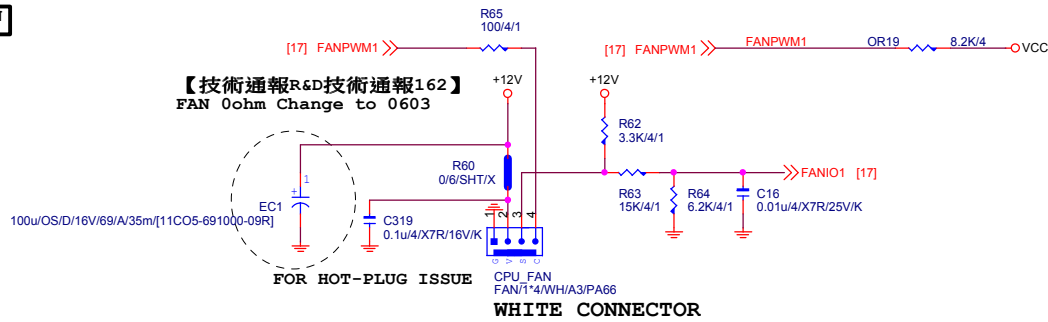 R65
100/4/1
[17] FANPWM1
[17] FANPWM1
FANPWM1
OR19
8.2K/4
VCC
【技術通報R&D技術通報162】
FAN 0ohm Change to 0603
+12V
+12V
R62
3.3K/4/1
R60
0/6/SHT/X
FANIO1 [17]
+ 1
EC1
100u/OS/D/16V/69/A/35m/[11CO5-691000-09R]
C319
0.1u/4/X7R/16V/K
R63
15K/4/1
R64
6.2K/4/1
C16
0.01u/4/X7R/25V/K
1 2 3 4
G V S C
FOR HOT-PLUG ISSUE
CPU_FAN
FAN/1*4/WH/A3/PA66
WHITE CONNECTOR